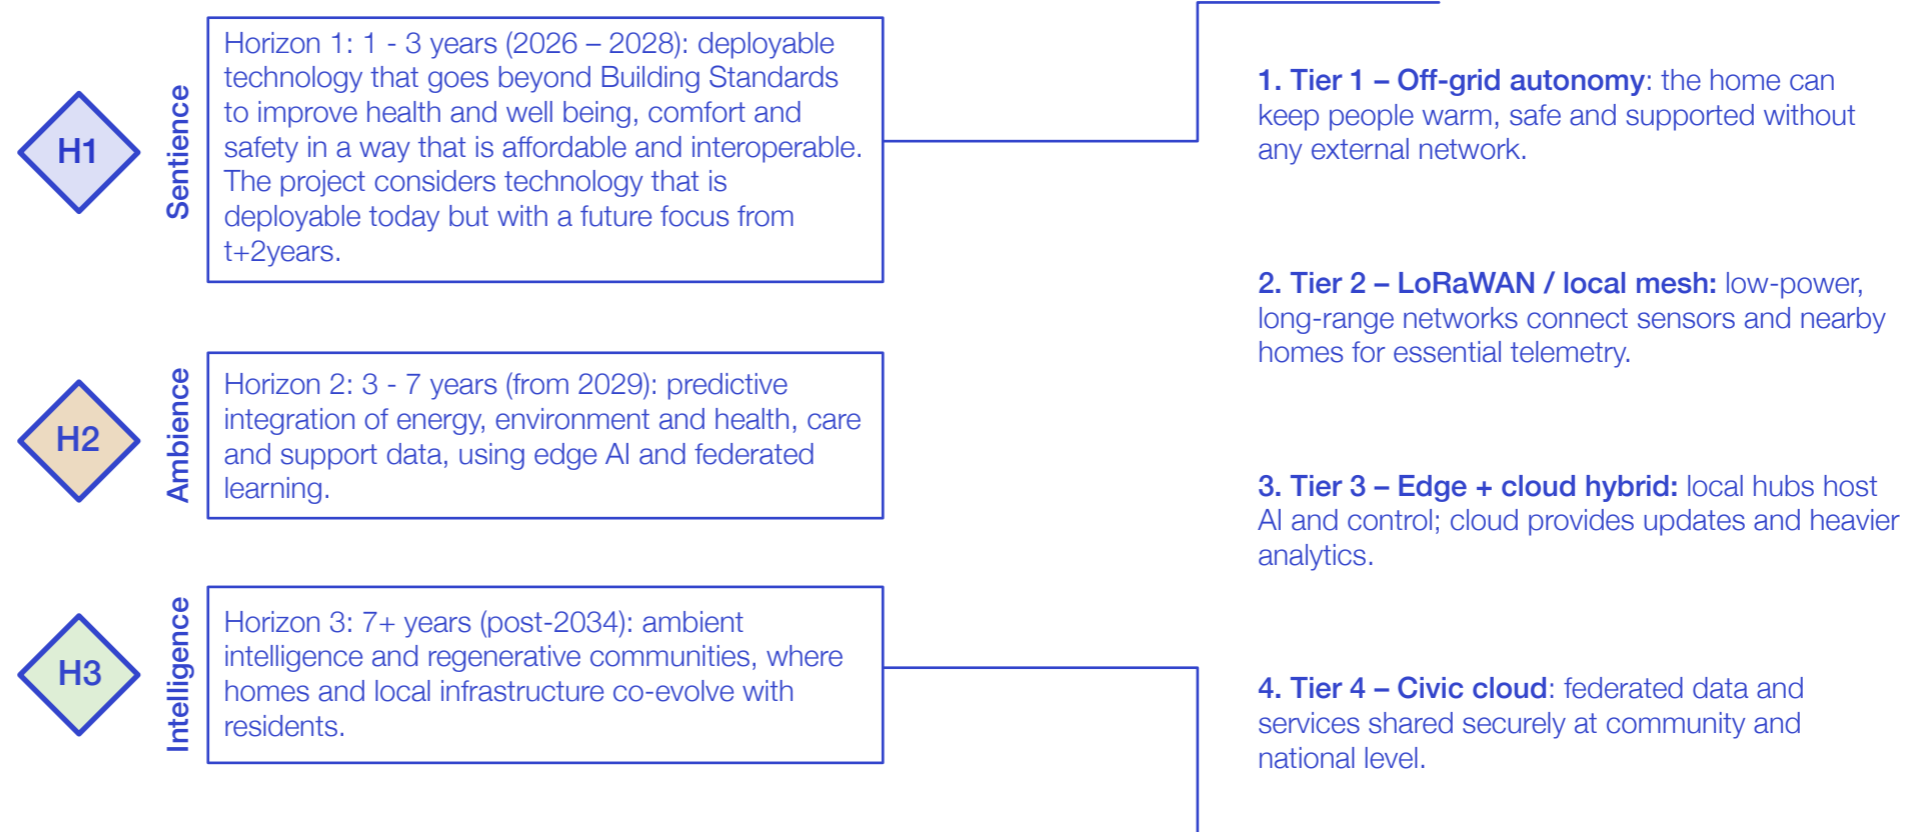 H1
Sentience
Horizon 1: 1 - 3 years (2026 – 2028): deployable
technology that goes beyond Building Standards
to improve health and well being, comfort and
safety in a way that is affordable and interoperable.
The project considers technology that is
deployable today but with a future focus from
t+2years.
H2
Ambience
Horizon 2: 3 - 7 years (from 2029): predictive
integration of energy, environment and health, care
and support data, using edge AI and federated
learning.
H3
Intelligence
Horizon 3: 7+ years (post-2034): ambient
intelligence and regenerative communities, where
homes and local infrastructure co-evolve with
residents.
1. Tier 1 – Off-grid autonomy: the home can
keep people warm, safe and supported without
any external network.
2. Tier 2 – LoRaWAN / local mesh: low-power,
long-range networks connect sensors and nearby
homes for essential telemetry.
3. Tier 3 – Edge + cloud hybrid: local hubs host
AI and control; cloud provides updates and heavier
analytics.
4. Tier 4 – Civic cloud: federated data and
services shared securely at community and
national level.